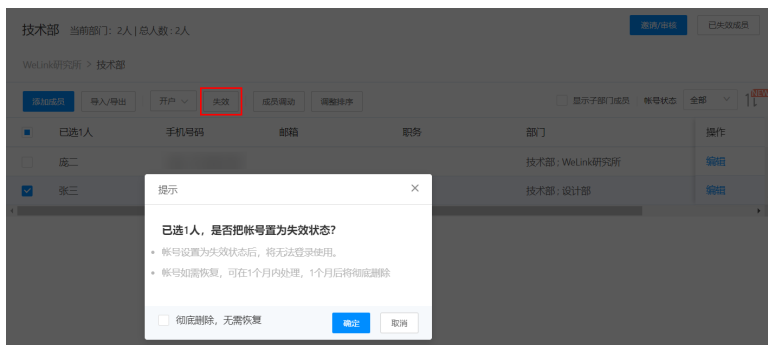 技术部 当前部门：2人 | 总人数：2人 邀请/审核 已失效成员
WeLink研究所 > 技术部
添加成员 导入/导出 开户 失效 成员调动 调整排序 显示子部门成员 帐号状态 全部
已选1人 手机号码 邮箱 职务 部门 操作
庞二 技术部 : WeLink研究所 编辑
张三 技术部 : 设计部 编辑
提示
已选1人，是否把帐号置为失效状态？
帐号设置为失效状态后，将无法登录使用。
帐号如需恢复，可在1个月内处理，1个月后将彻底删除
彻底删除，无需恢复 确定 取消